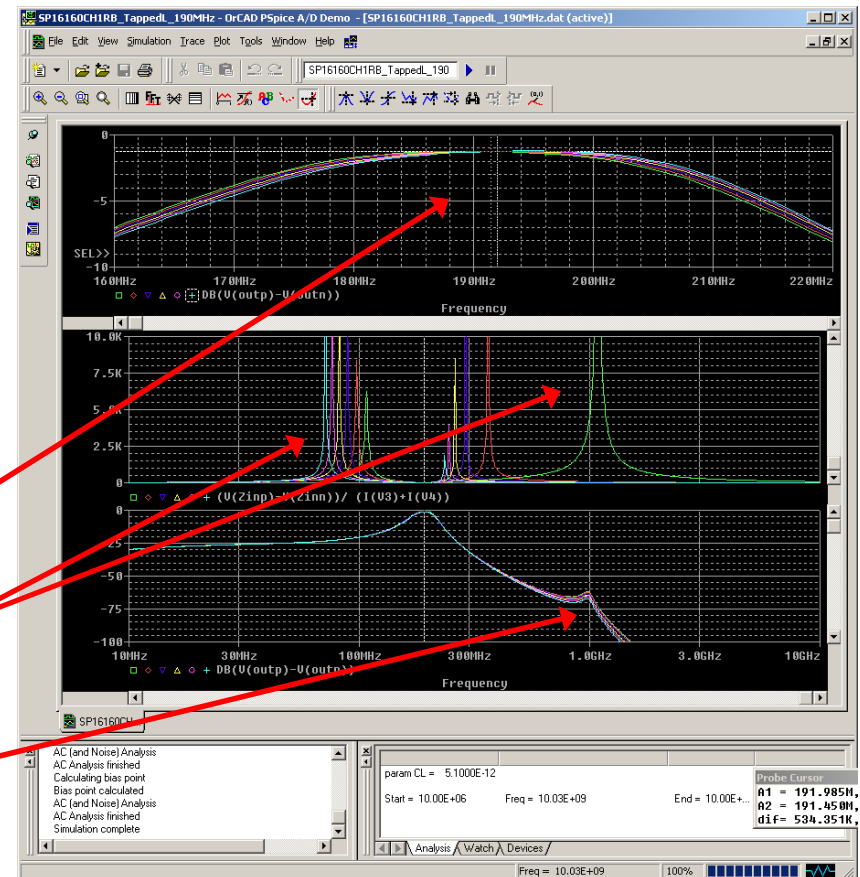 SP16160CH1RB_TappedL_190MHz - OrCAD PSpice A/D Demo - [SP16160CH1RB_TappedL_190MHz.dat (active)]
File Edit View Simulation Trace Plot Tools Window Help
SP16160CH1RB_TappedL_190
0
-5
SEL>>
-10
160MHz 170MHz 180MHz 190MHz 200MHz 210MHz 220MHz
DB(V(outp)-V(outn))
Frequency
10.0K
7.5K
5.0K
2.5K
0
(V(Zinp)-V(Zinn))/ (I(V3)+I(V4))
0
-25
-50
-75
-100
10MHz 30MHz 100MHz 300MHz 1.0GHz 3.0GHz 10GHz
DB(V(outp)-V(outn))
Frequency
SP16160CH...
AC (and Noise) Analysis
AC Analysis finished
Calculating bias point
Bias point calculated
AC (and Noise) Analysis
AC Analysis finished
Simulation complete
param CL = 5.1000E-12
Start = 10.00E+06 Freq = 10.03E+09 End = 10.00E+...
Probe Cursor
A1 = 191.985M,
A2 = 191.450M,
dif= 534.351K,
Analysis Watch Devices
Freq = 10.03E+09 100%